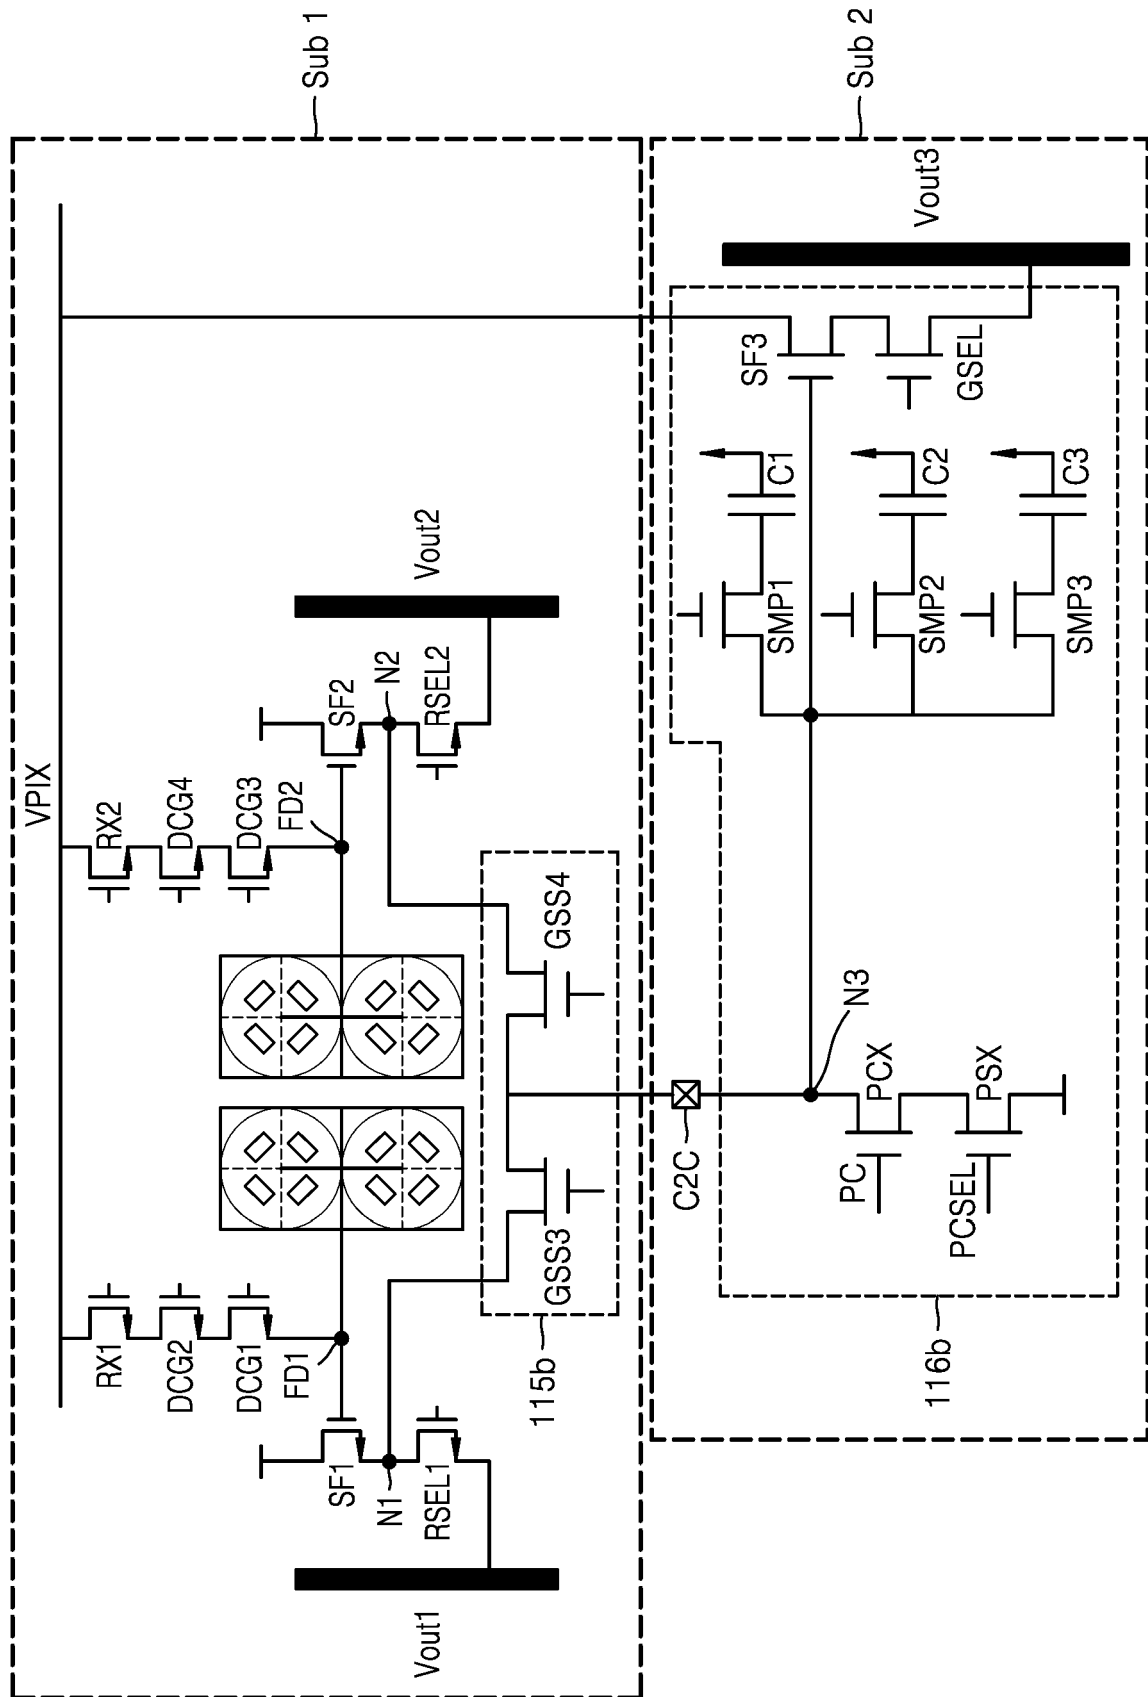 Sub 1
VPIX
RX1
DCG2
DCG1
FD1
SF1
N1
RSEL1
Vout1
RX2
DCG4
DCG3
FD2
SF2
N2
RSEL2
Vout2
GSS3
GSS4
115b
Sub 2
C2C
N3
PC
PCX
PCSEL
PSX
SMP1
C1
SMP2
C2
SMP3
C3
SF3
GSEL
Vout3
116b